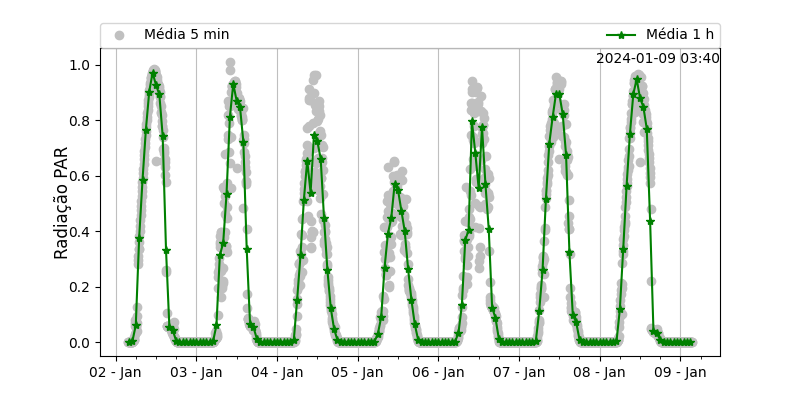 Média 5 min
Média 1 h
2024-01-09 03:40
Radiação PAR
1.0
0.8
0.6
0.4
0.2
0.0
02 - Jan
03 - Jan
04 - Jan
05 - Jan
06 - Jan
07 - Jan
08 - Jan
09 - Jan